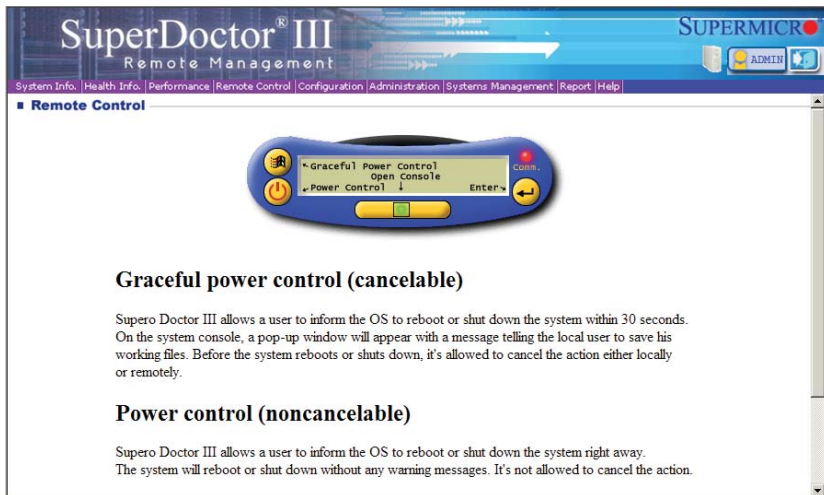 SuperDoctor® III
Remote Management
SUPERMICRO
ADMIN
System Info. |Health Info. |Performance |Remote Control |Configuration |Administration |Systems Management |Report |Help|
Remote Control
Graceful Power Control
Open Console
Power Control ↓ Enter
Comm.
Graceful power control (cancelable)
Supero Doctor III allows a user to inform the OS to reboot or shut down the system within 30 seconds.
On the system console, a pop-up window will appear with a message telling the local user to save his
working files. Before the system reboots or shuts down, it's allowed to cancel the action either locally
or remotely.
Power control (noncancelable)
Supero Doctor III allows a user to inform the OS to reboot or shut down the system right away.
The system will reboot or shut down without any warning messages. It's not allowed to cancel the action.